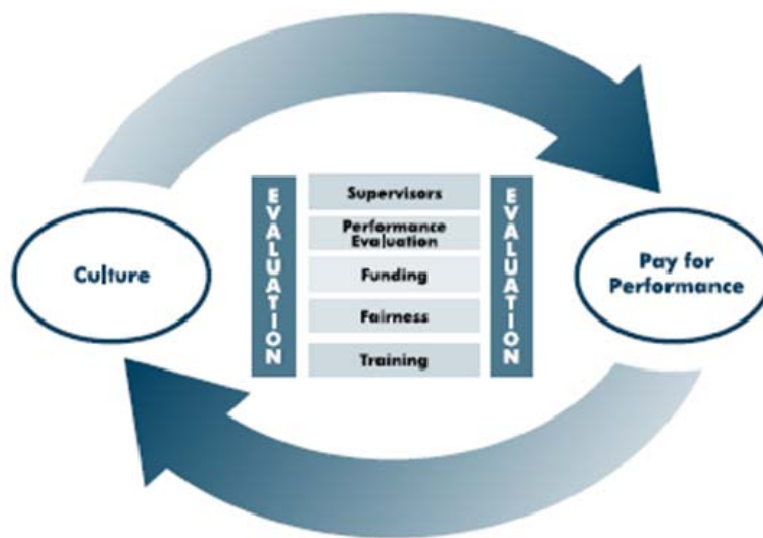 Culture
EVALUATION
Supervisors
Performance
Evaluation
Funding
Fairness
Training
EVALUATION
Pay for
Performance